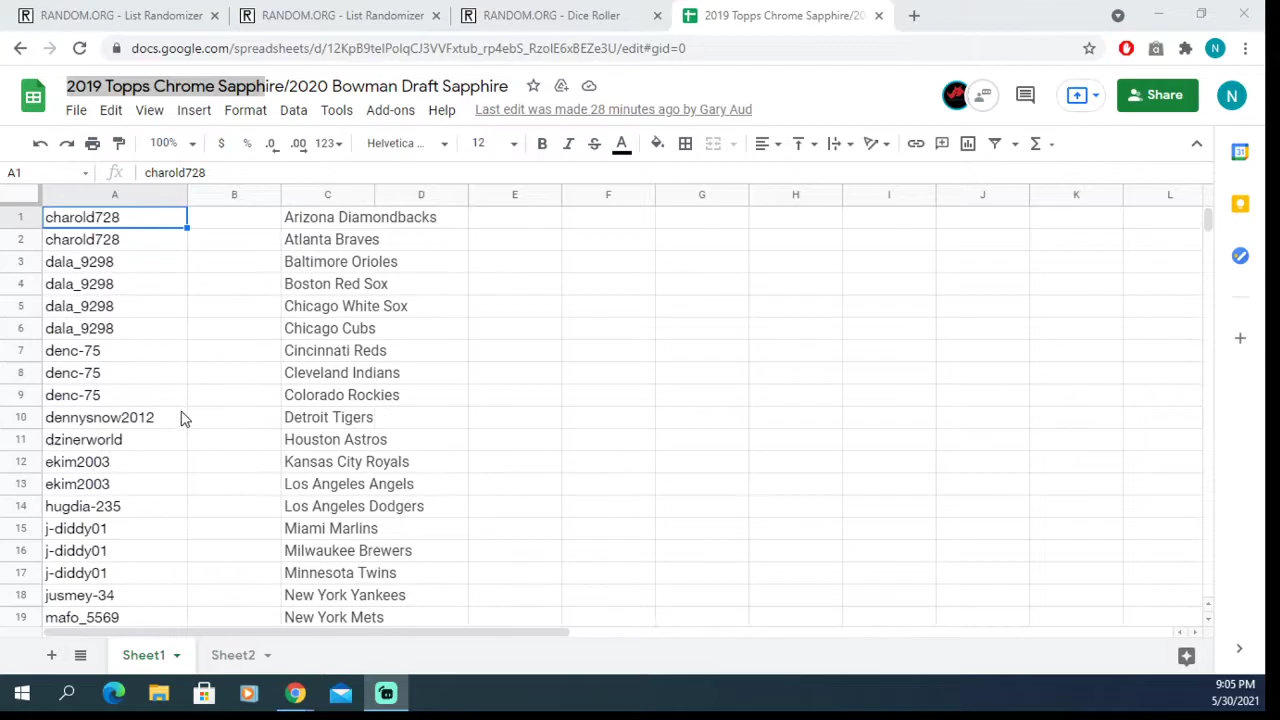 RANDOM.ORG - List Randomizer
RANDOM.ORG - List Randomizer
RANDOM.ORG - Dice Roller
2019 Topps Chrome Sapphire/20
docs.google.com/spreadsheets/d/12KpB9telPolqCJ9VVFxtub_rp4ebS_RzolE6xBEZe3U/edit#gid=0
N
2019 Topps Chrome Sapphire/2020 Bowman Draft Sapphire
Share
N
File Edit View Insert Format Data Tools Add-ons Help Last edit was made 28 minutes ago by Gary Aud
100% $ % .0 .00 123 Helvetica ... 12 B I S A
A1 fx charold728
A B C D E F G H I J K L
1 charold728 Arizona Diamondbacks
2 charold728 Atlanta Braves
3 dala_9298 Baltimore Orioles
4 dala_9298 Boston Red Sox
5 dala_9298 Chicago White Sox
6 dala_9298 Chicago Cubs
7 denc-75 Cincinnati Reds
8 denc-75 Cleveland Indians
9 denc-75 Colorado Rockies
10 dennysnow2012 Detroit Tigers
11 dzinerworld Houston Astros
12 ekim2003 Kansas City Royals
13 ekim2003 Los Angeles Angels
14 hugdia-235 Los Angeles Dodgers
15 j-diddy01 Miami Marlins
16 j-diddy01 Milwaukee Brewers
17 j-diddy01 Minnesota Twins
18 jusmey-34 New York Yankees
19 mafo_5569 New York Mets
Sheet1 Sheet2
9:05 PM
5/30/2021